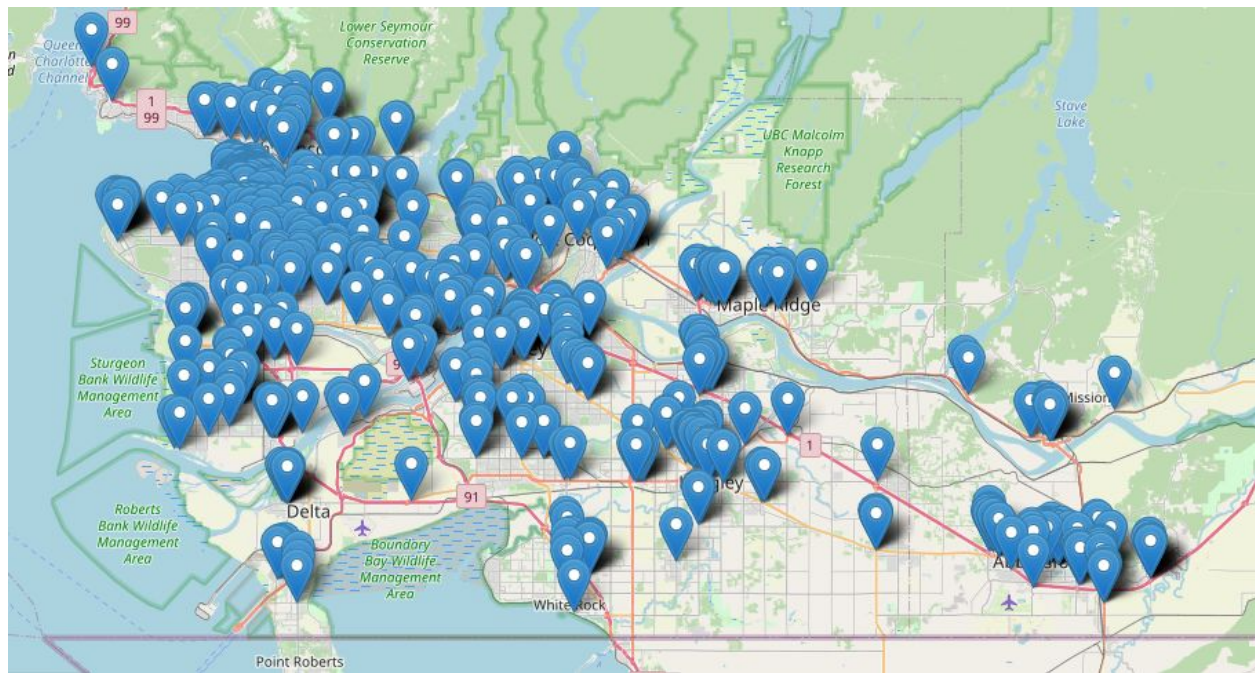 99
Queen
Charlotte
Channel
1
99
Lower Seymour
Conservation
Reserve
Stave
Lake
UBC Malcolm
Knapp
Research
Forest
Maple Ridge
Sturgeon
Bank Wildlife
Management
Area
Mission
1
Langley
91
Delta
Roberts
Bank Wildlife
Management
Area
Boundary
Bay Wildlife
Management
Area
White Rock
Point Roberts